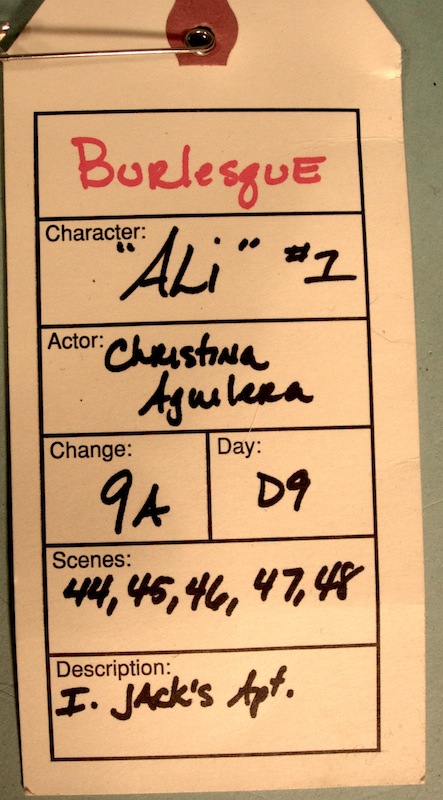 Burlesque
Character: "ALi" #1
Actor: Christina
Aguilera
Change: Day:
9A D9
Scenes:
44, 45, 46, 47, 48
Description:
I. JAck's Apt.